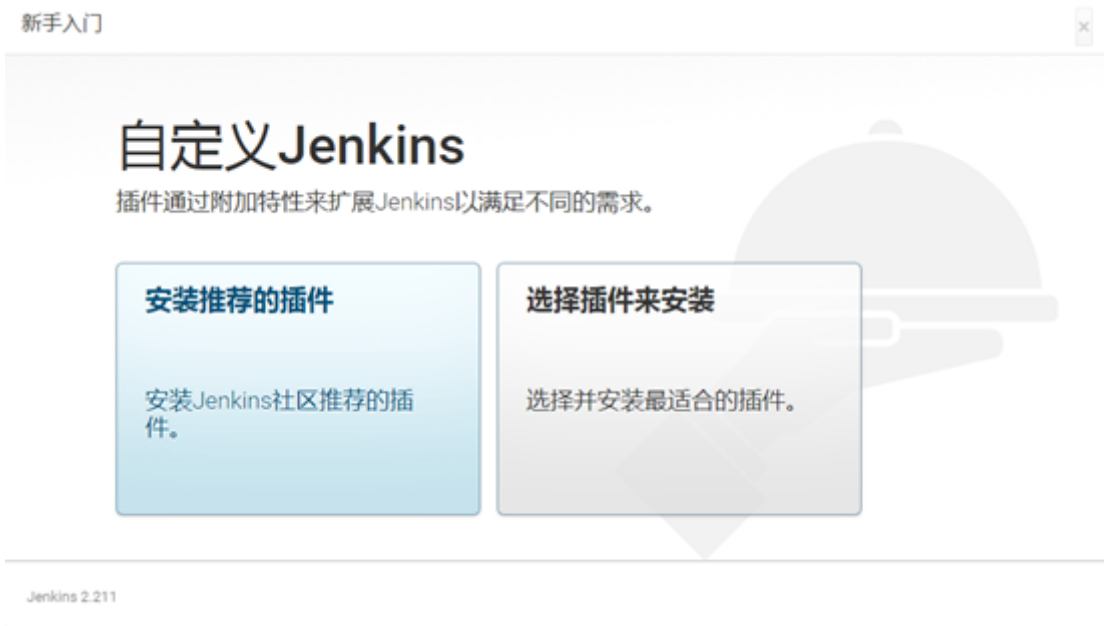 新手入门
×
自定义Jenkins
插件通过附加特性来扩展Jenkins以满足不同的需求。
安装推荐的插件
安装Jenkins社区推荐的插
件。
选择插件来安装
选择并安装最适合的插件。
Jenkins 2.211